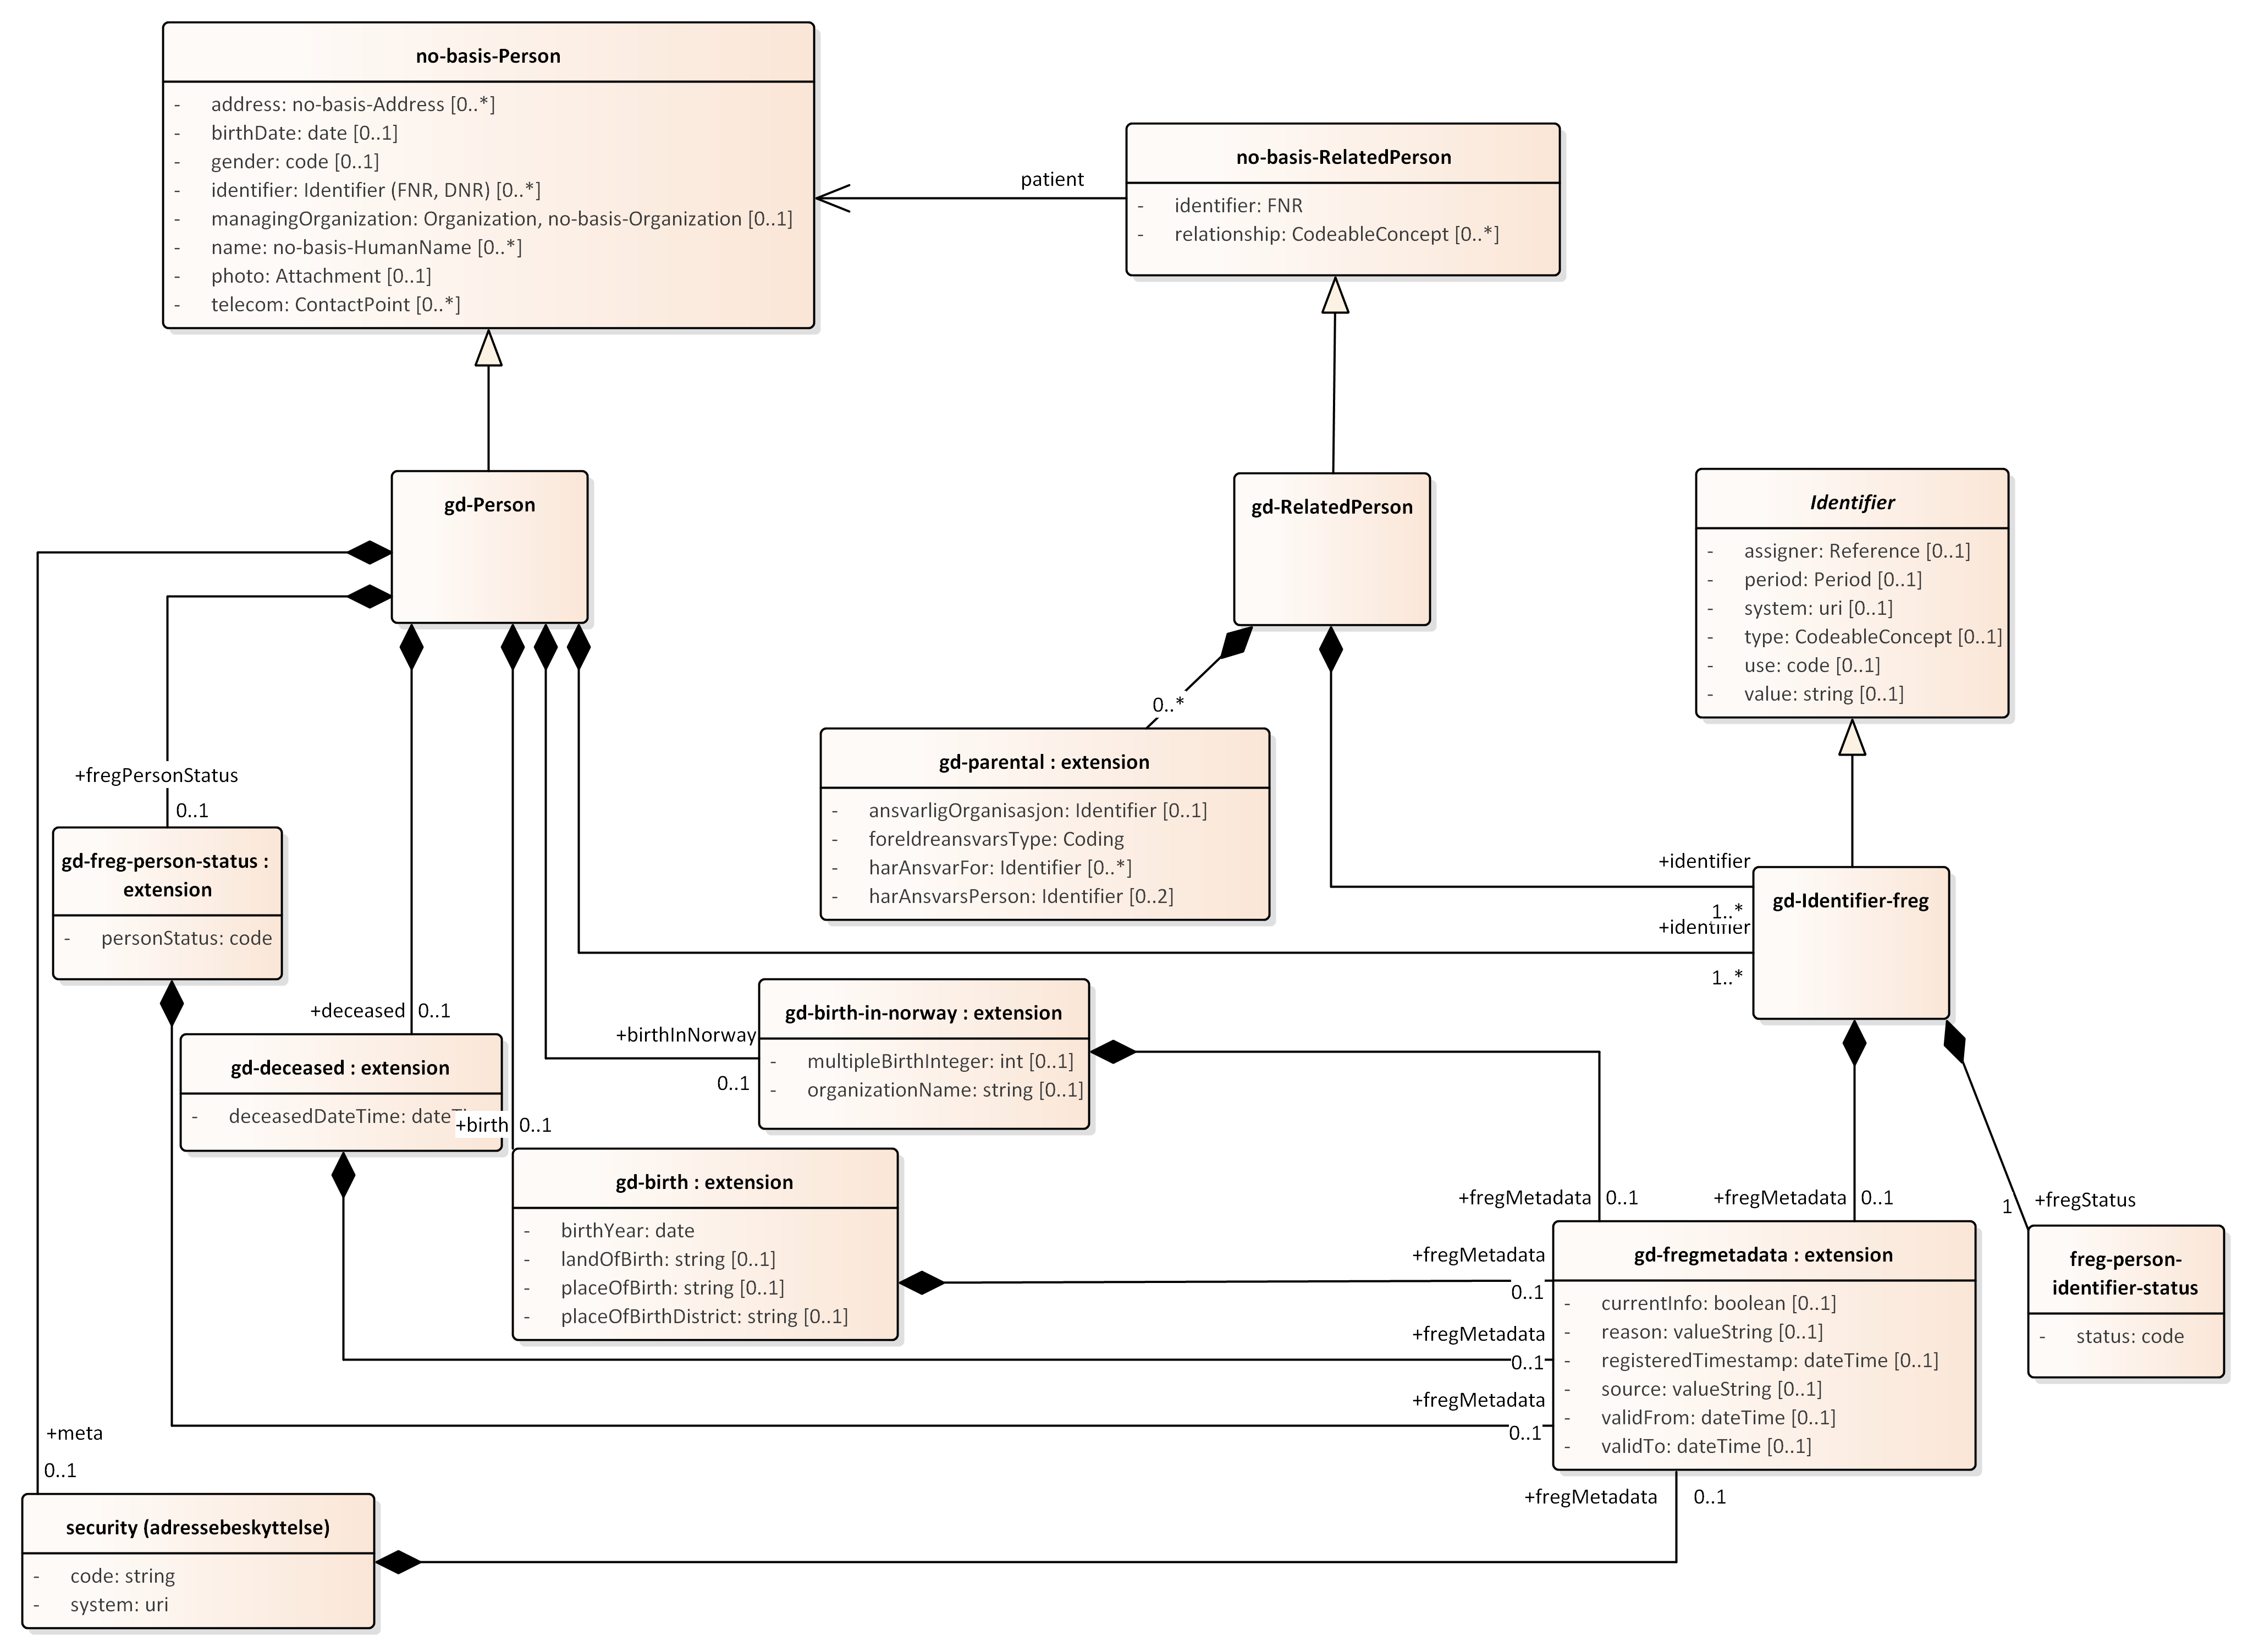 no-basis-Person
- address: no-basis-Address [0..*]
- birthDate: date [0..1]
- gender: code [0..1]
- identifier: Identifier (FNR, DNR) [0..*]
- managingOrganization: Organization, no-basis-Organization [0..1]
- name: no-basis-HumanName [0..*]
- photo: Attachment [0..1]
- telecom: ContactPoint [0..*]
patient
no-basis-RelatedPerson
- identifier: FNR
- relationship: CodeableConcept [0..*]
gd-Person
gd-RelatedPerson
Identifier
- assigner: Reference [0..1]
- period: Period [0..1]
- system: uri [0..1]
- type: CodeableConcept [0..1]
- use: code [0..1]
- value: string [0..1]
0..*
gd-parental : extension
- ansvarligOrganisasjon: Identifier [0..1]
- foreldreansvarsType: Coding
- harAnsvarFor: Identifier [0..*]
- harAnsvarsPerson: Identifier [0..2]
+fregPersonStatus
0..1
gd-freg-person-status :
extension
- personStatus: code
+identifier
1..*
+identifier
1..*
gd-Identifier-freg
+deceased 0..1
gd-deceased : extension
- deceasedDateTime:
+birthInNorway
0..1
gd-birth-in-norway : extension
- multipleBirthInteger: int [0..1]
- organizationName: string [0..1]
+birth 0..1
gd-birth : extension
- birthYear: date
- landOfBirth: string [0..1]
- placeOfBirth: string [0..1]
- placeOfBirthDistrict: string [0..1]
+fregMetadata 0..1
+fregMetadata 0..1
1 +fregStatus
freg-person-
identifier-status
- status: code
+fregMetadata
0..1
+fregMetadata
0..1
+fregMetadata
0..1
gd-fregmetadata : extension
- currentInfo: boolean [0..1]
- reason: valueString [0..1]
- registeredTimestamp: dateTime [0..1]
- source: valueString [0..1]
- validFrom: dateTime [0..1]
- validTo: dateTime [0..1]
+fregMetadata 0..1
+meta
0..1
security (adressebeskyttelse)
- code: string
- system: uri